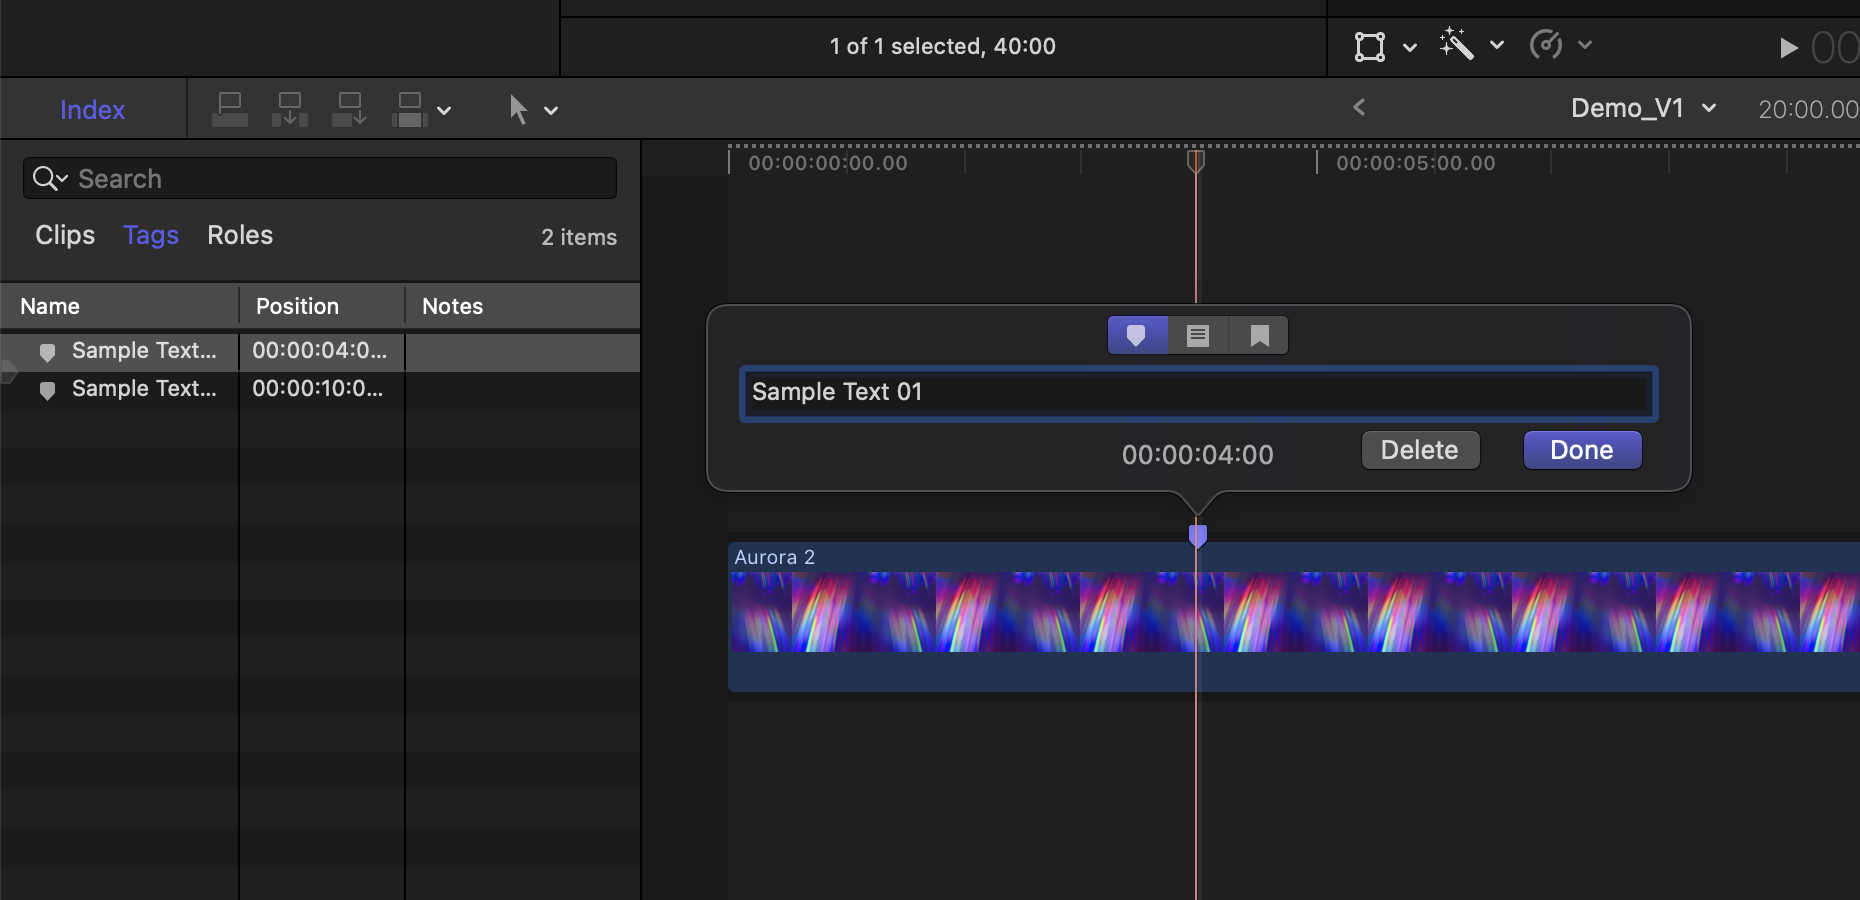 1 of 1 selected, 40:00
Index
Demo_V1
20:00.00
Search
Clips Tags Roles
2 items
Name Position Notes
Sample Text... 00:00:04:0...
Sample Text... 00:00:10:0...
00:00:00:00.00
00:00:05:00.00
Sample Text 01
00:00:04:00
Delete
Done
Aurora 2